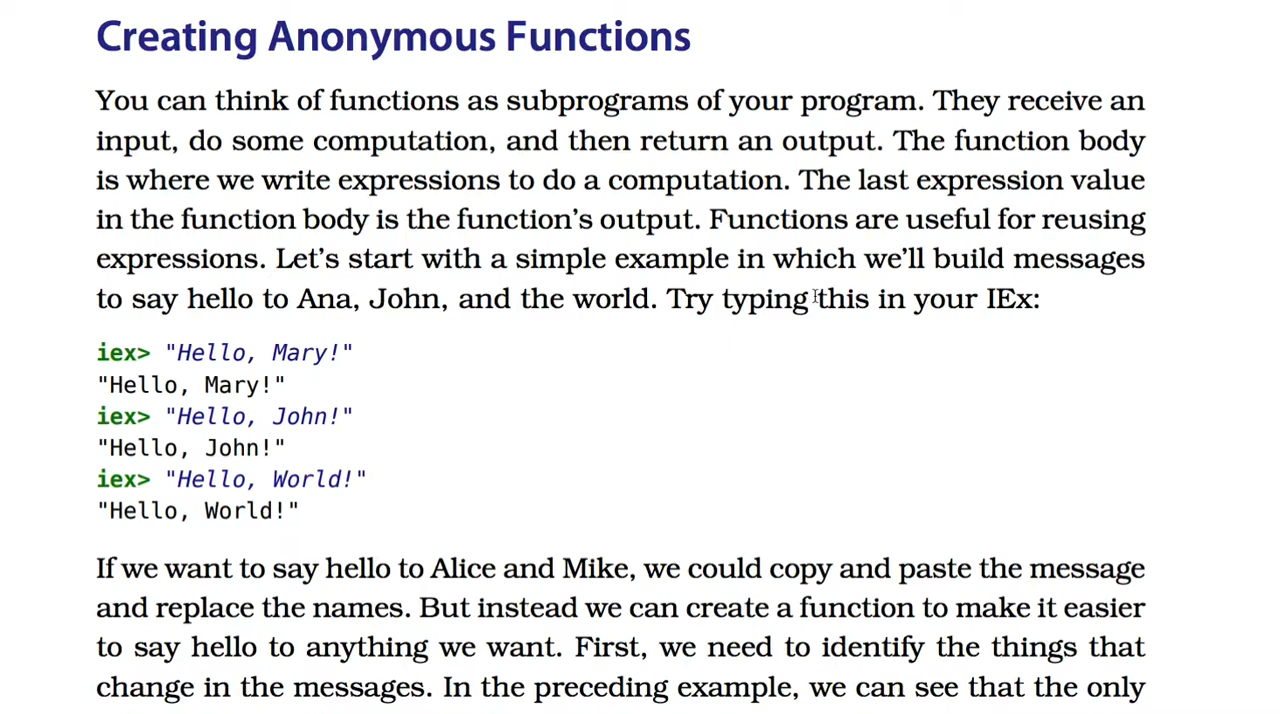 Creating Anonymous Functions
You can think of functions as subprograms of your program. They receive an
input, do some computation, and then return an output. The function body
is where we write expressions to do a computation. The last expression value
in the function body is the function’s output. Functions are useful for reusing
expressions. Let’s start with a simple example in which we’ll build messages
to say hello to Ana, John, and the world. Try typing this in your IEx:
iex> "Hello, Mary!"
"Hello, Mary!"
iex> "Hello, John!"
"Hello, John!"
iex> "Hello, World!"
"Hello, World!"
If we want to say hello to Alice and Mike, we could copy and paste the message
and replace the names. But instead we can create a function to make it easier
to say hello to anything we want. First, we need to identify the things that
change in the messages. In the preceding example, we can see that the only